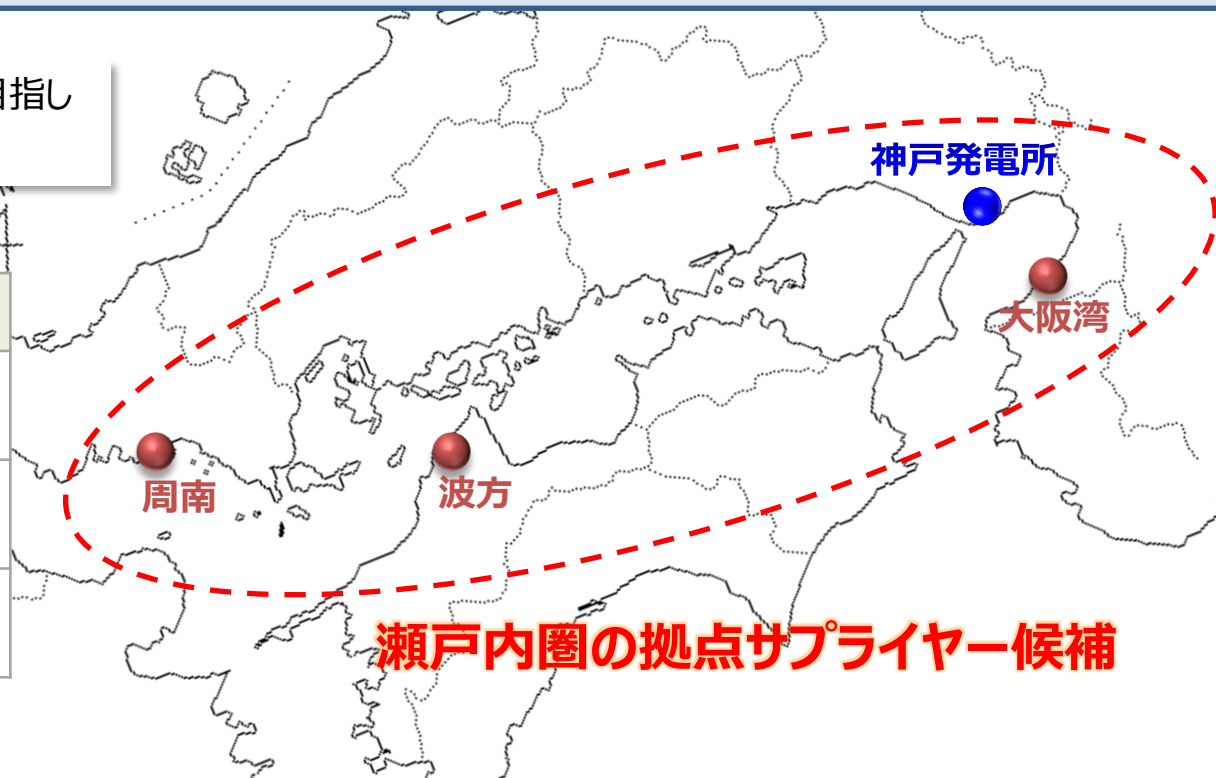 目指し
神戸発電所
大阪湾
周南
波方
瀬戸内圏の拠点サプライヤー候補